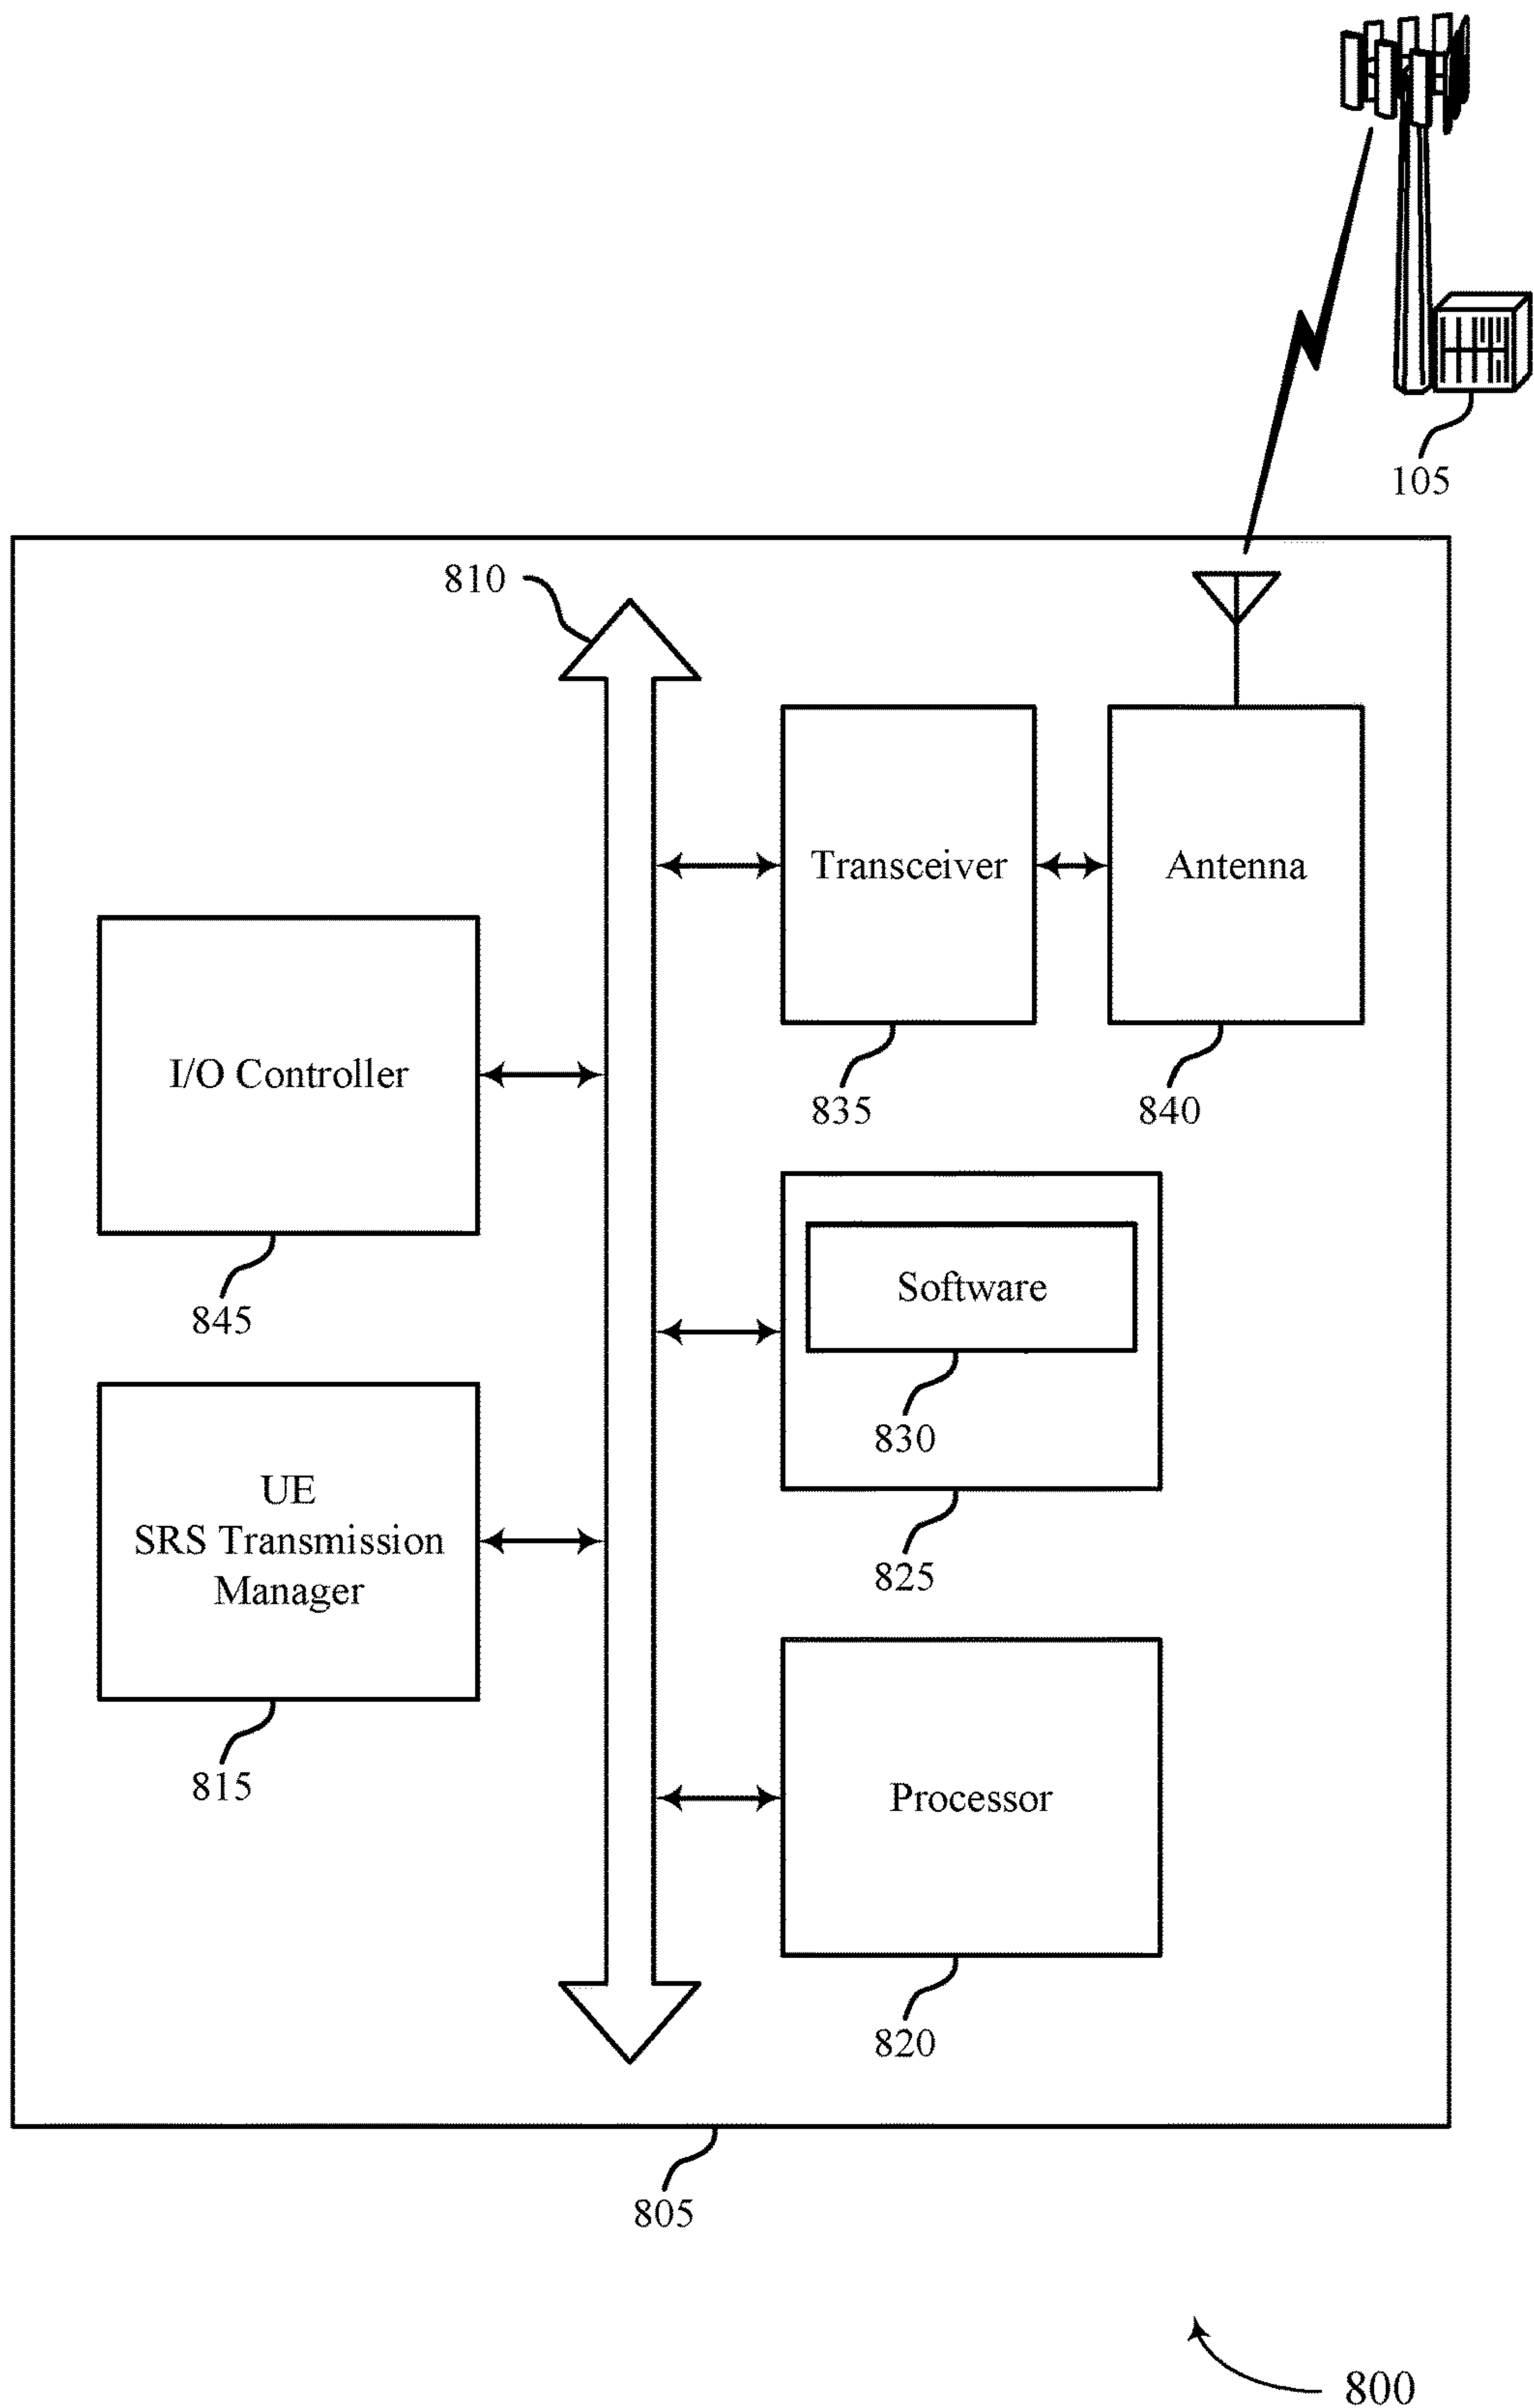 105
810
Transceiver
Antenna
835
840
I/O Controller
845
Software
830
825
UE
SRS Transmission
Manager
815
Processor
820
805
800